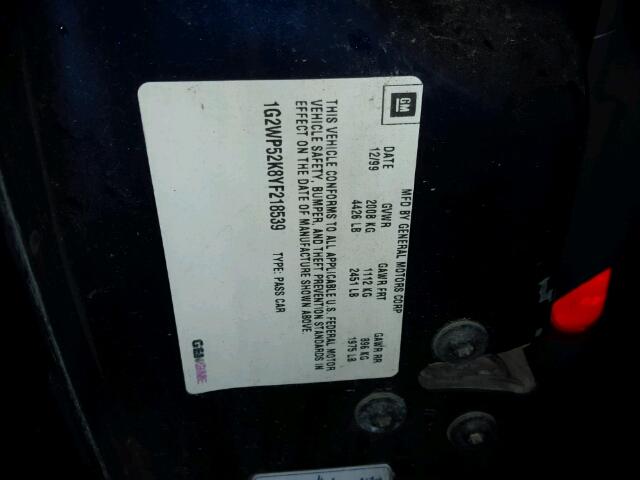 GM
MFD BY GENERAL MOTORS CORP
DATE GVWR GAWR FRT GAWR RR
12/99 2008 KG 1112 KG 896 KG
4426 LB 2451 LB 1975 LB
THIS VEHICLE CONFORMS TO ALL APPLICABLE U.S. FEDERAL MOTOR
VEHICLE SAFETY, BUMPER, AND THEFT PREVENTION STANDARDS IN
EFFECT ON THE DATE OF MANUFACTURE SHOWN ABOVE.
1G2WP52K8YF218539 TYPE: PASS CAR
GENUINE